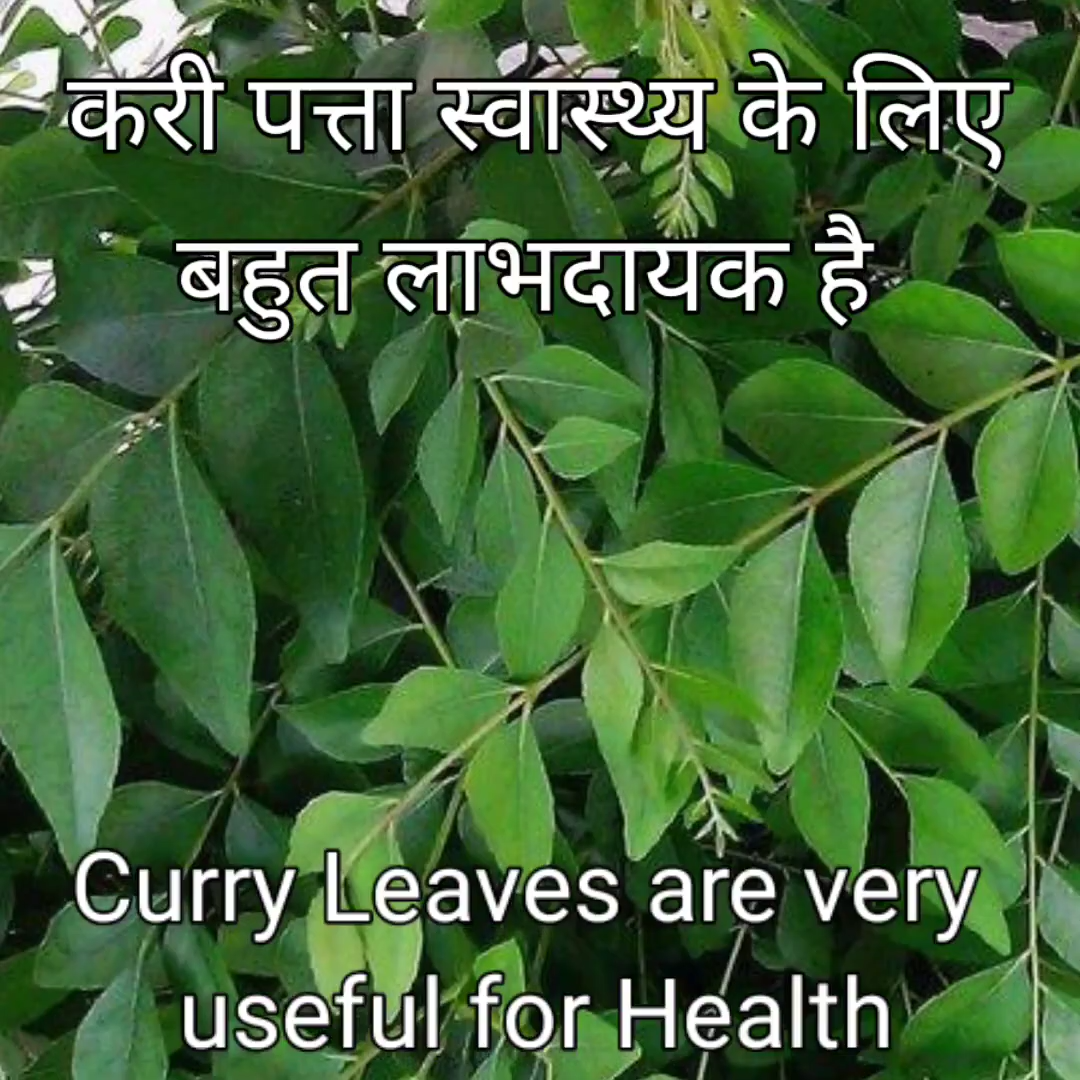 करी पत्ता स्वास्थ्य के लिए
बहुत लाभदायक है
Curry Leaves are very
useful for Health